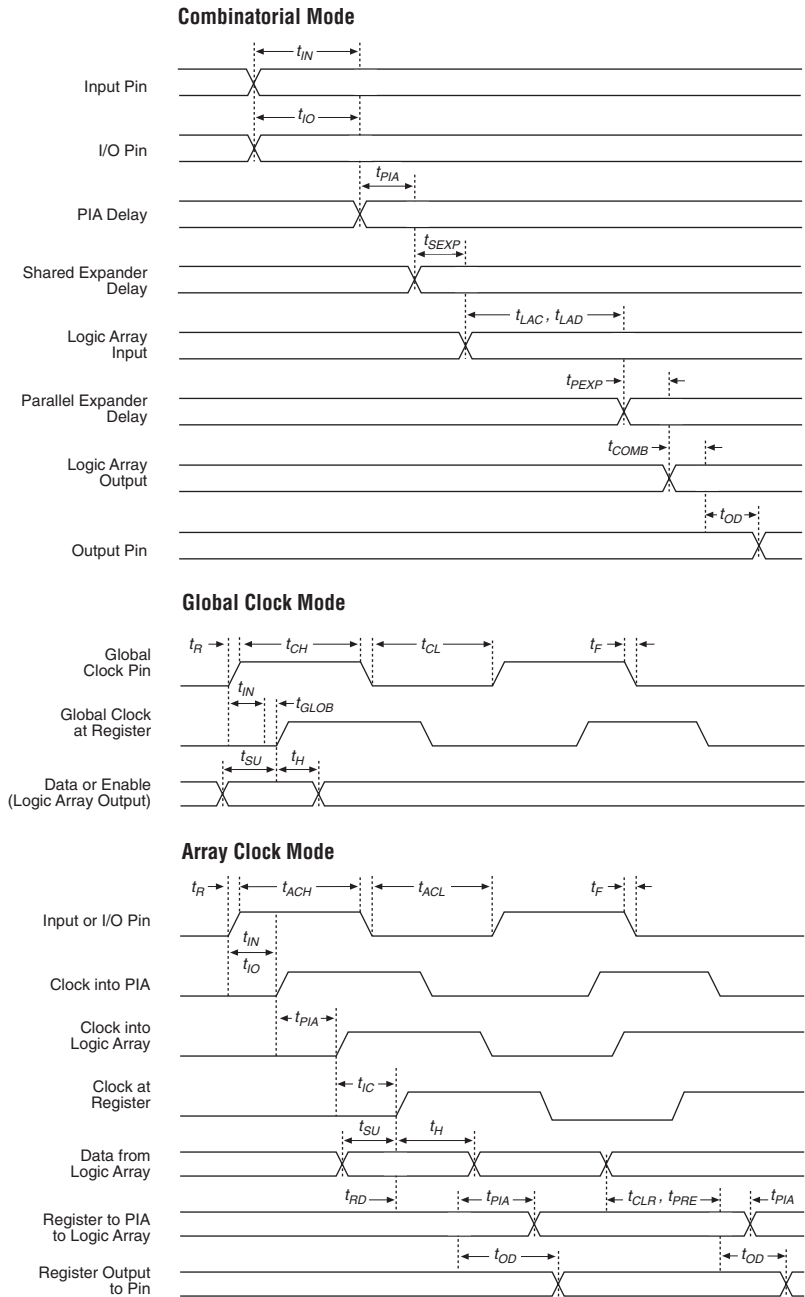 Combinatorial Mode
t_IN
Input Pin
t_IO
I/O Pin
t_PIA
PIA Delay
t_SEXP
Shared Expander
Delay
t_LAC , t_LAD
Logic Array
Input
t_PEXP
Parallel Expander
Delay
t_COMB
Logic Array
Output
t_OD
Output Pin
Global Clock Mode
t_R t_CH t_CL t_F
Global
Clock Pin
t_IN
t_GLOB
Global Clock
at Register
t_SU t_H
Data or Enable
(Logic Array Output)
Array Clock Mode
t_R t_ACH t_ACL t_F
Input or I/O Pin
t_IN
t_IO
Clock into PIA
t_PIA
Clock into
Logic Array
t_IC
Clock at
Register
t_SU t_H
Data from
Logic Array
t_RD t_PIA t_CLR , t_PRE t_PIA
Register to PIA
to Logic Array
t_OD t_OD
Register Output
to Pin